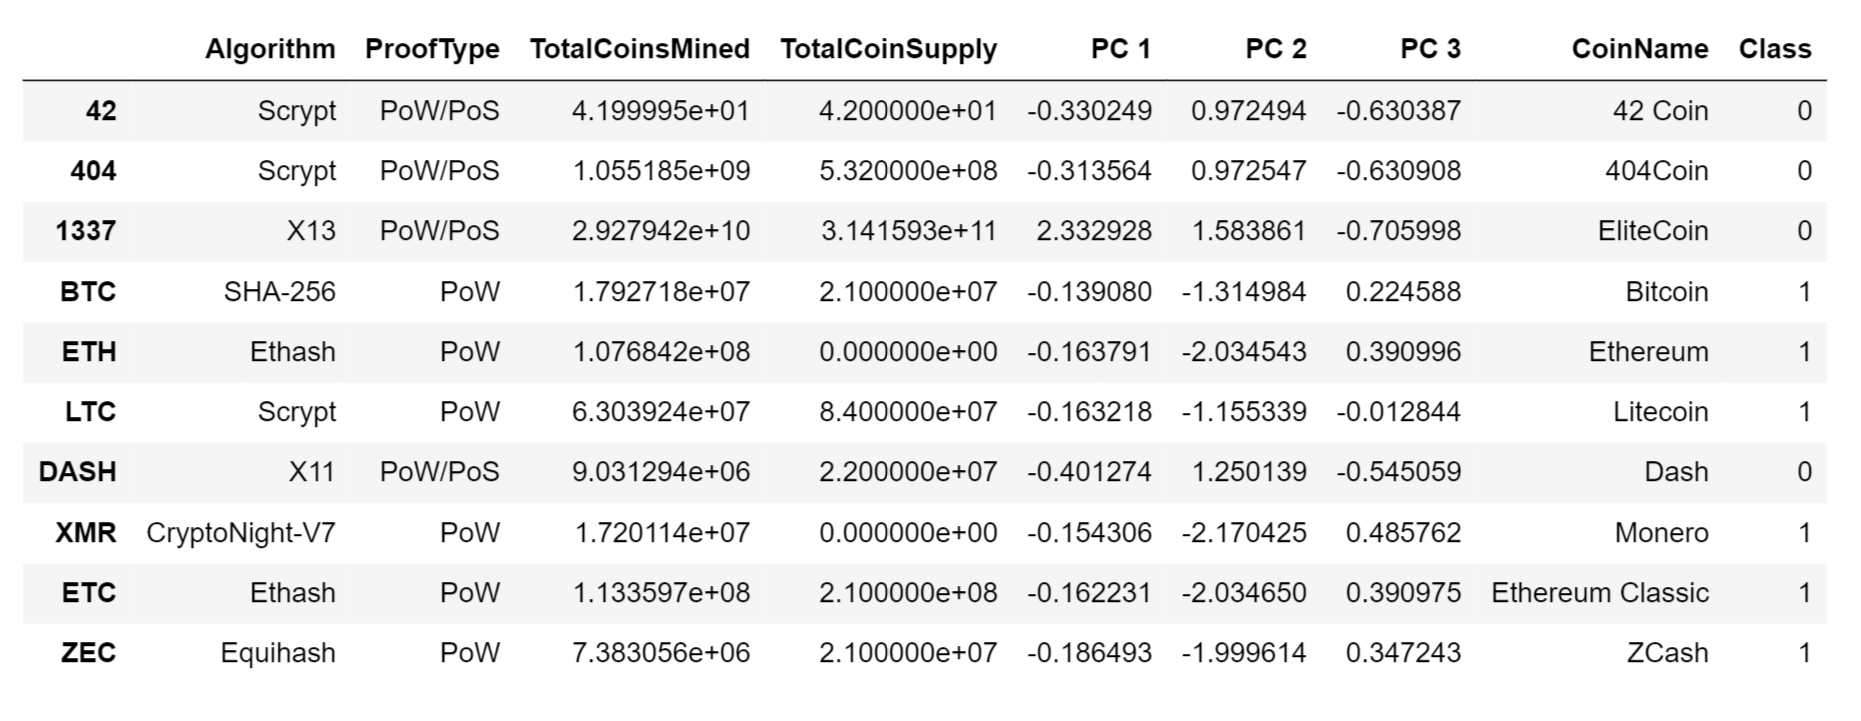 Algorithm ProofType TotalCoinsMined TotalCoinSupply PC 1 PC 2 PC 3 CoinName Class
42 Scrypt PoW/PoS 4.199995e+01 4.200000e+01 -0.330249 0.972494 -0.630387 42 Coin 0
404 Scrypt PoW/PoS 1.055185e+09 5.320000e+08 -0.313564 0.972547 -0.630908 404Coin 0
1337 X13 PoW/PoS 2.927942e+10 3.141593e+11 2.332928 1.583861 -0.705998 EliteCoin 0
BTC SHA-256 PoW 1.792718e+07 2.100000e+07 -0.139080 -1.314984 0.224588 Bitcoin 1
ETH Ethash PoW 1.076842e+08 0.000000e+00 -0.163791 -2.034543 0.390996 Ethereum 1
LTC Scrypt PoW 6.303924e+07 8.400000e+07 -0.163218 -1.155339 -0.012844 Litecoin 1
DASH X11 PoW/PoS 9.031294e+06 2.200000e+07 -0.401274 1.250139 -0.545059 Dash 0
XMR CryptoNight-V7 PoW 1.720114e+07 0.000000e+00 -0.154306 -2.170425 0.485762 Monero 1
ETC Ethash PoW 1.133597e+08 2.100000e+08 -0.162231 -2.034650 0.390975 Ethereum Classic 1
ZEC Equihash PoW 7.383056e+06 2.100000e+07 -0.186493 -1.999614 0.347243 ZCash 1